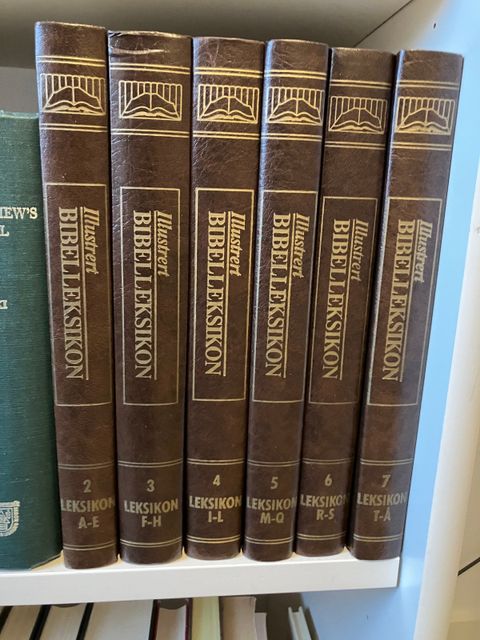 Illustrert
BIBELLEKSIKON
2
LEKSIKON
A-E
Illustrert
BIBELLEKSIKON
3
LEKSIKON
F-H
Illustrert
BIBELLEKSIKON
4
LEKSIKON
I-L
Illustrert
BIBELLEKSIKON
5
LEKSIKON
M-Q
Illustrert
BIBELLEKSIKON
6
LEKSIKON
R-S
Illustrert
BIBELLEKSIKON
7
LEKSIKON
T-Å